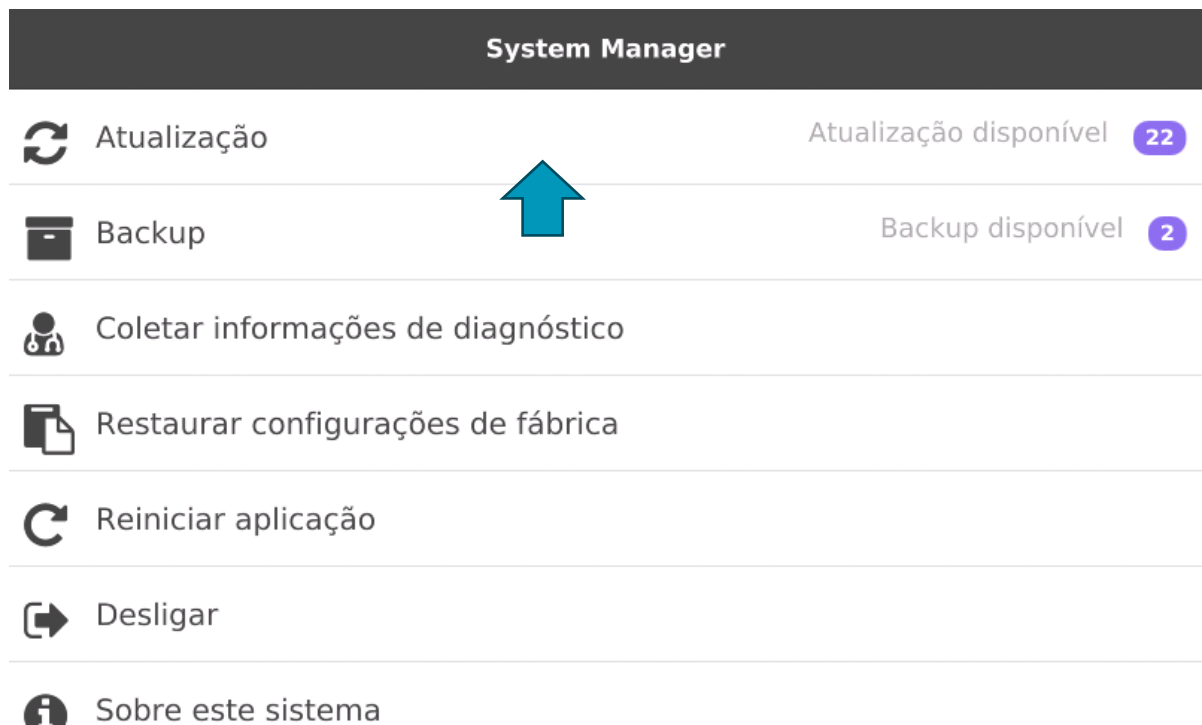 System Manager
Atualização Atualização disponível 22
Backup Backup disponível 2
Coletar informações de diagnóstico
Restaurar configurações de fábrica
Reiniciar aplicação
Desligar
Sobre este sistema